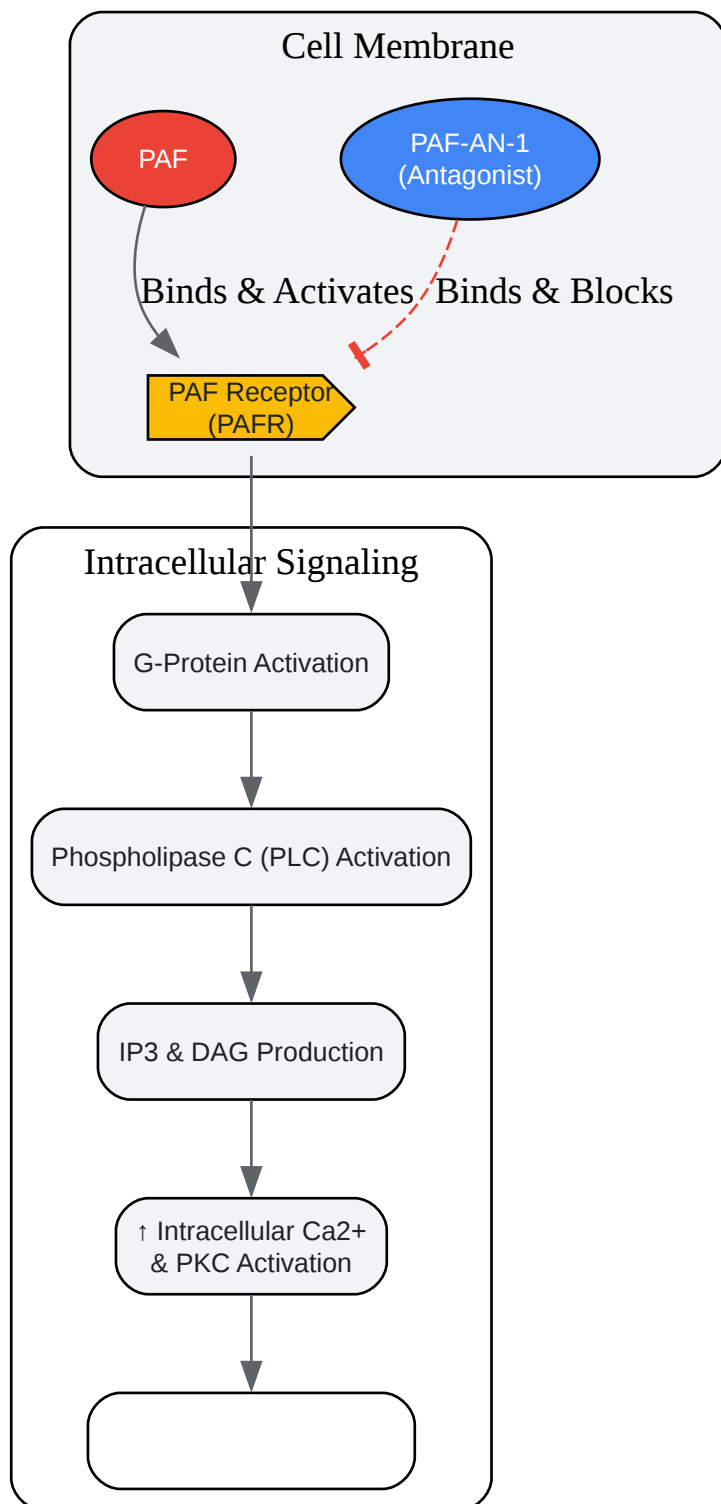 Cell Membrane
PAF
PAF-AN-1
(Antagonist)
Binds & Activates
Binds & Blocks
PAF Receptor
(PAFR)
Intracellular Signaling
G-Protein Activation
Phospholipase C (PLC) Activation
IP3 & DAG Production
↑ Intracellular Ca2+
& PKC Activation